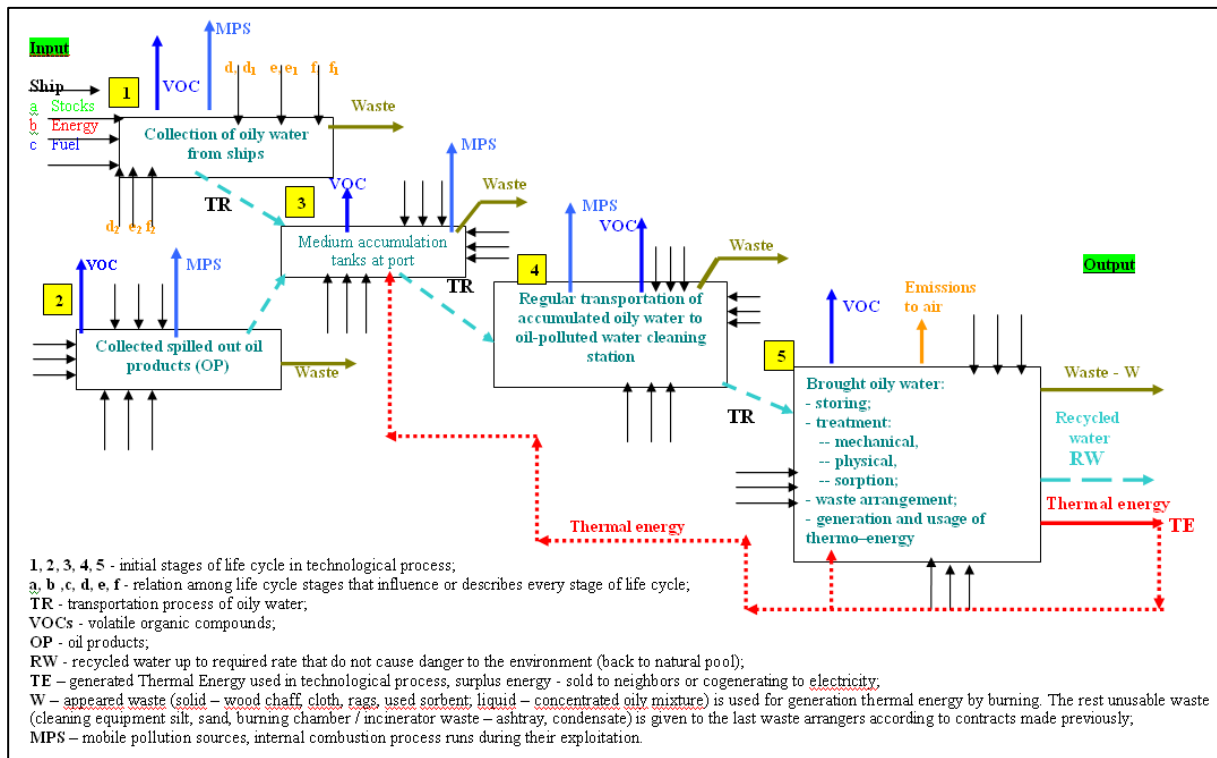 Input
MPS
Ship
1
VOC
d, d1 e, e1 f f1
Waste
a Stocks
b Energy
c Fuel
Collection of oily water
from ships
MPS
TR
3
VOC
Waste
d2 e2 f2
Medium accumulation
tanks at port
MPS
VOC
Waste
VOC
MPS
TR
4
Output
2
Regular transportation of
accumulated oily water to
oil-polluted water cleaning
station
Emissions
to air
VOC
Collected spilled out oil
products (OP)
Waste
5
Brought oily water:
- storing;
- treatment:
-- mechanical,
-- physical,
-- sorption;
- waste arrangement;
- generation and usage of
thermo–energy
Waste - W
TR
Recycled
water
RW
Thermal energy
TE
Thermal energy
1, 2, 3, 4, 5 - initial stages of life cycle in technological process;
a, b ,c, d, e, f - relation among life cycle stages that influence or describes every stage of life cycle;
TR - transportation process of oily water;
VOCs - volatile organic compounds;
OP - oil products;
RW - recycled water up to required rate that do not cause danger to the environment (back to natural pool);
TE – generated Thermal Energy used in technological process, surplus energy - sold to neighbors or cogenerating to electricity;
W – appeared waste (solid – wood chaff, cloth, rags, used sorbent; liquid – concentrated oily mixture) is used for generation thermal energy by burning. The rest unusable waste
(cleaning equipment silt, sand, burning chamber / incinerator waste – ashtray, condensate) is given to the last waste arrangers according to contracts made previously;
MPS – mobile pollution sources, internal combustion process runs during their exploitation.